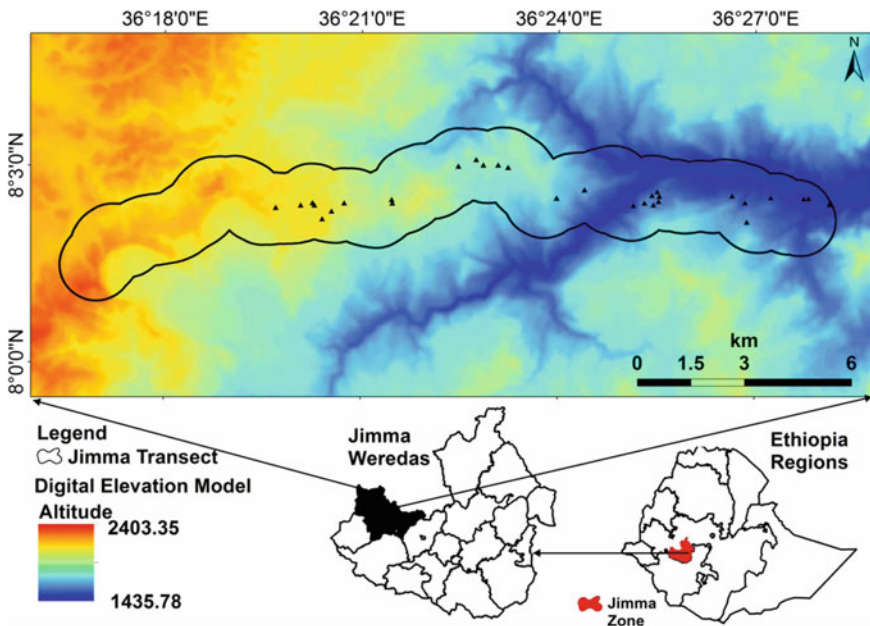 36°18'0"E 36°21'0"E 36°24'0"E 36°27'0"E
N
8°3'0"N
8°0'0"N
km
0 1.5 3 6
Legend
Jimma Transect
Digital Elevation Model
Altitude
2403.35
1435.78
Jimma
Weredas
Ethiopia
Regions
Jimma
Zone